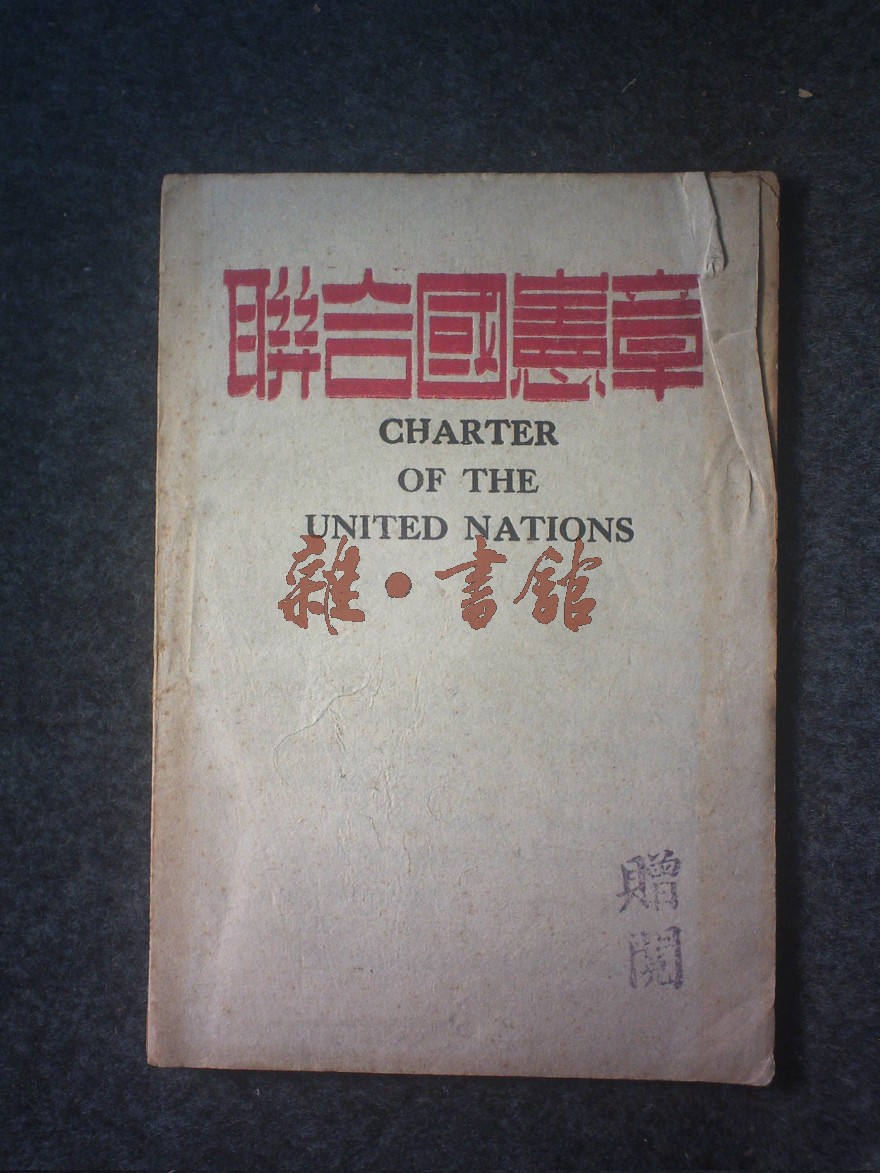 聯合國憲章
CHARTER
OF THE
UNITED NATIONS
雜·書館
贈
閱